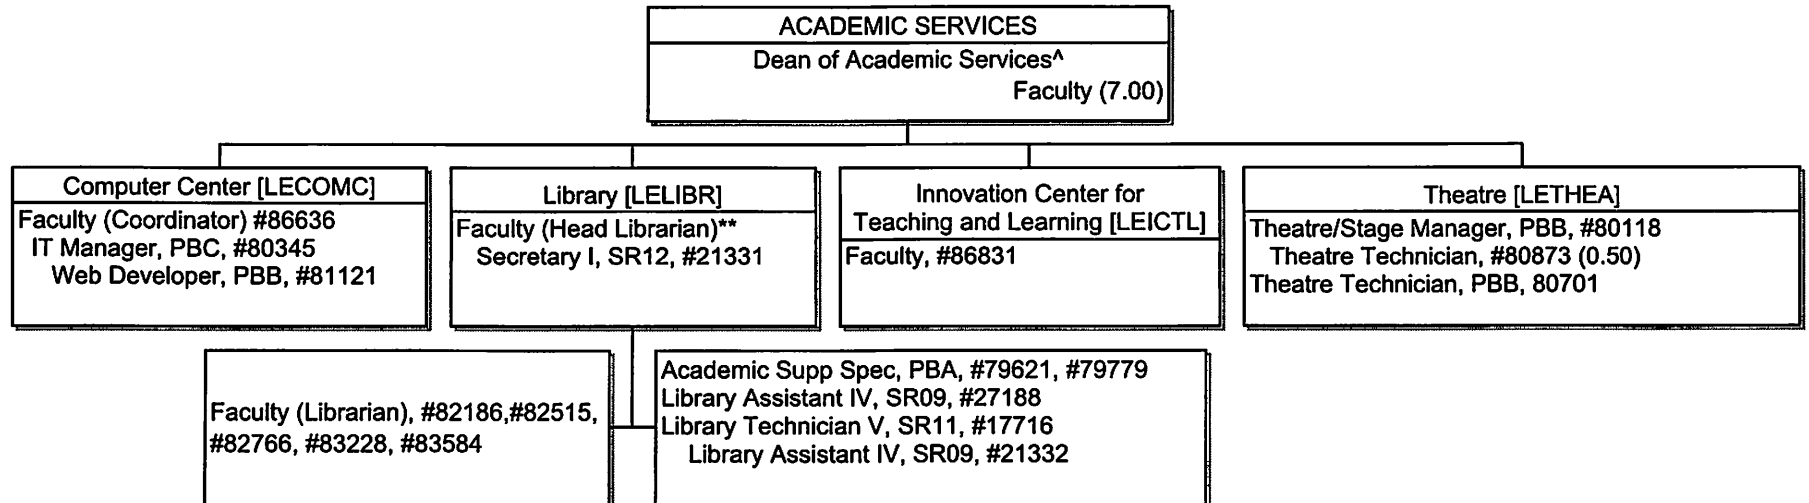 ACADEMIC SERVICES
Dean of Academic Services^
Faculty (7.00)
Computer Center [LECOMC]
Faculty (Coordinator) #86636
IT Manager, PBC, #80345
Web Developer, PBB, #81121
Library [LELIBR]
Faculty (Head Librarian)**
Secretary I, SR12, #21331
Innovation Center for
Teaching and Learning [LEICTL]
Faculty, #86831
Theatre [LETHEA]
Theatre/Stage Manager, PBB, #80118
Theatre Technician, #80873 (0.50)
Theatre Technician, PBB, 80701
Faculty (Librarian), #82186,#82515,
#82766, #83228, #83584
Academic Supp Spec, PBA, #79621, #79779
Library Assistant IV, SR09, #27188
Library Technician V, SR11, #17716
Library Assistant IV, SR09, #21332